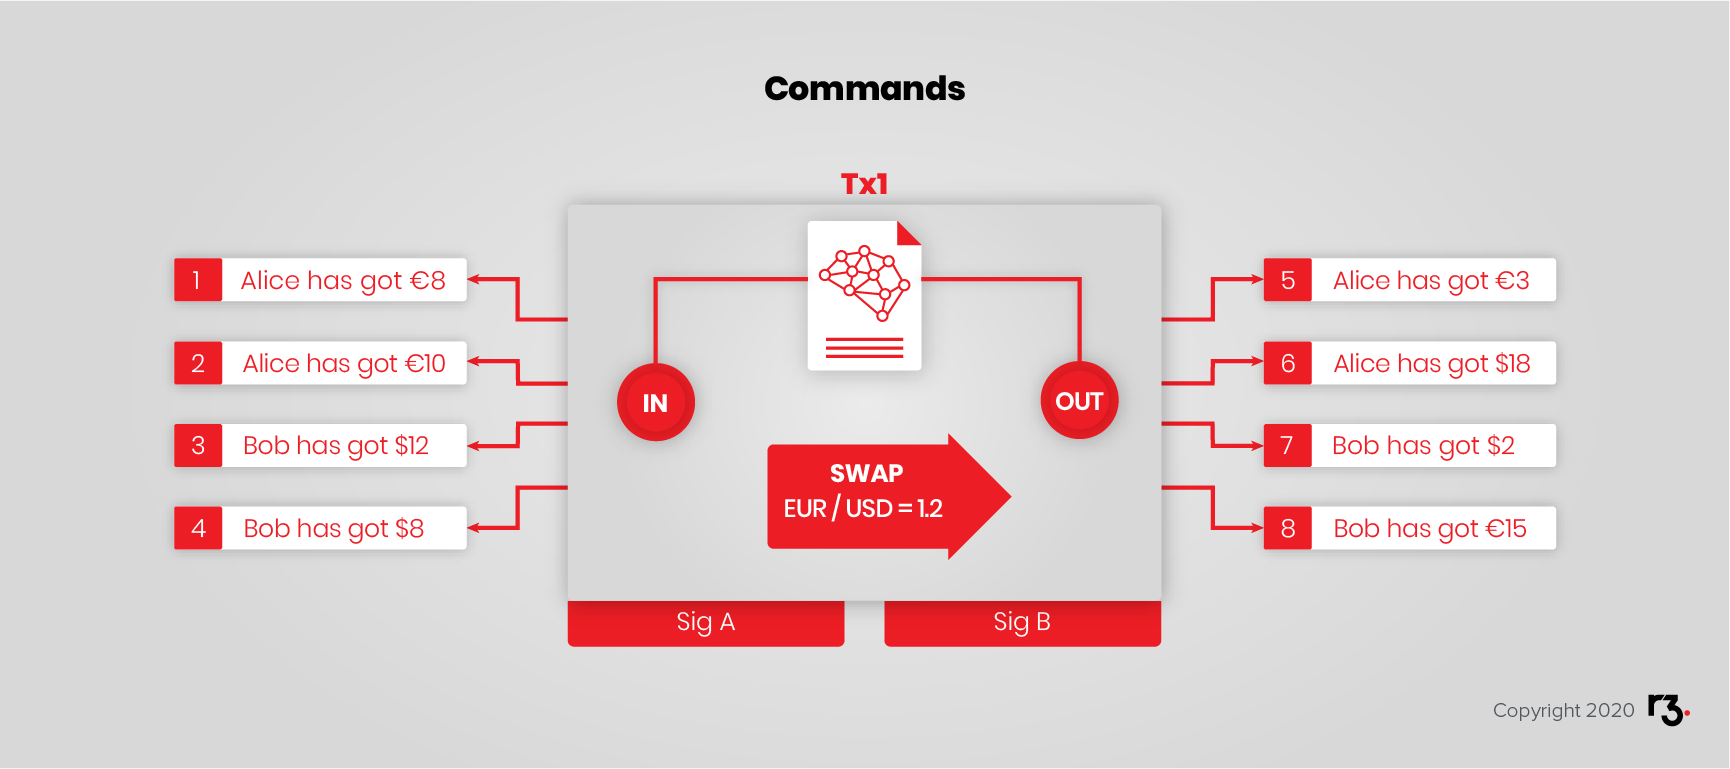 Commands
Tx1
1 Alice has got €8
2 Alice has got €10
3 Bob has got $12
4 Bob has got $8
IN
OUT
SWAP
EUR / USD = 1.2
5 Alice has got €3
6 Alice has got $18
7 Bob has got $2
8 Bob has got €15
Sig A
Sig B
Copyright 2020 r3.